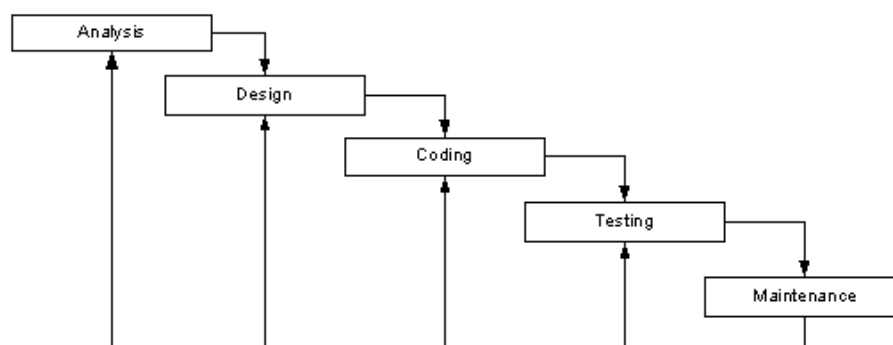 Analysis
Design
Coding
Testing
Maintenance